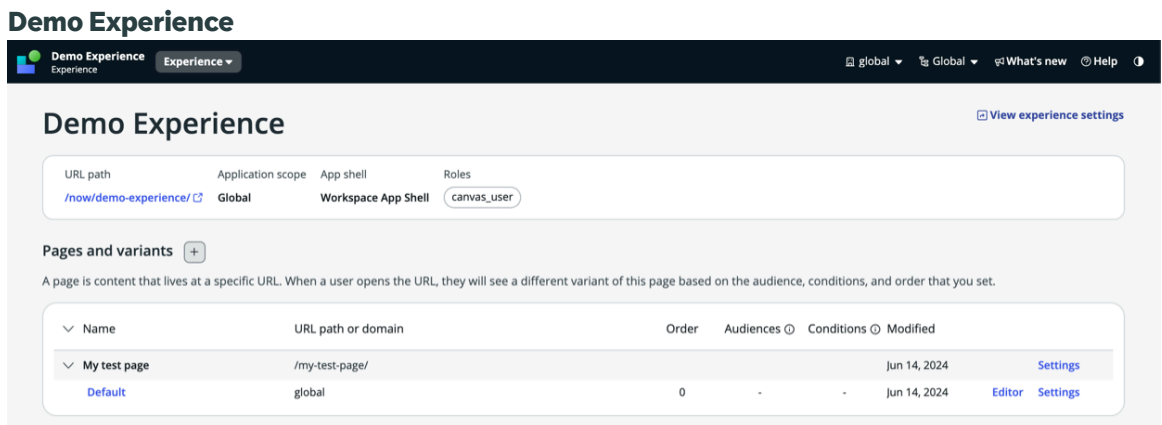 Demo Experience
Demo Experience
Experience
Experience
global
Global
What's new
Help
Demo Experience
View experience settings
URL path Application scope App shell Roles
/now/demo-experience/ Global Workspace App Shell canvas_user
Pages and variants +
A page is content that lives at a specific URL. When a user opens the URL, they will see a different variant of this page based on the audience, conditions, and order that you set.
Name URL path or domain Order Audiences Conditions Modified
My test page /my-test-page/ Jun 14, 2024 Settings
Default global 0 - - Jun 14, 2024 Editor Settings